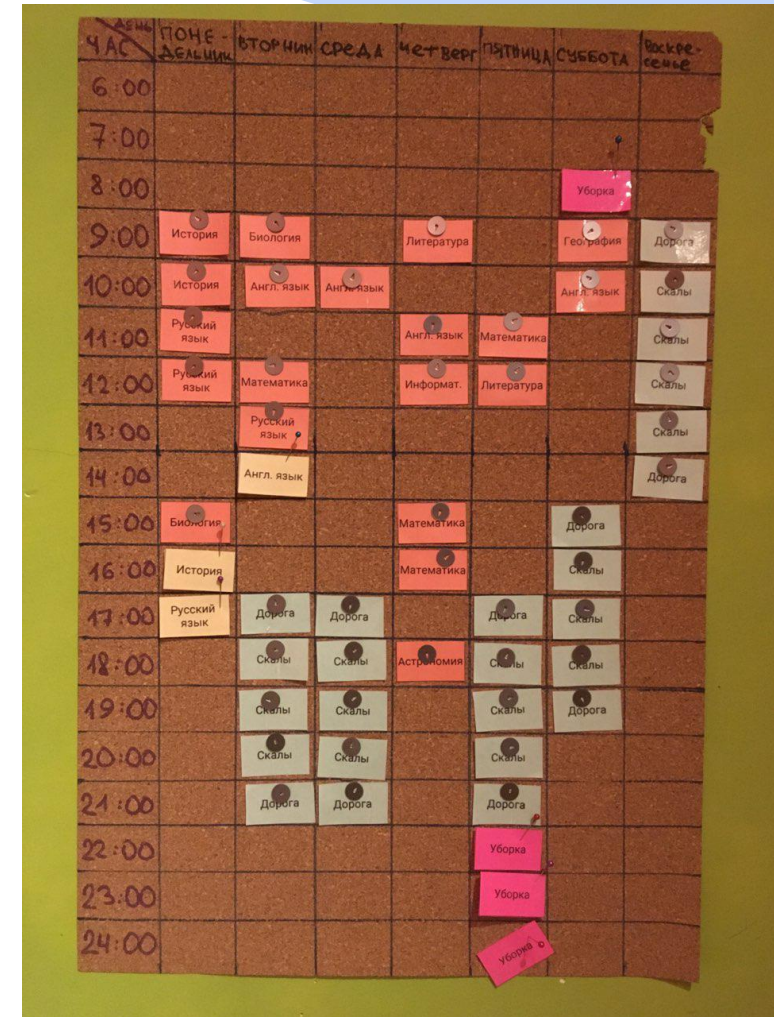 ДЕНЬ
ЧАС
ПОНЕ-
ДЕЛЬНИК
ВТОРНИК
СРЕДА
ЧЕТВЕРГ
ПЯТНИЦА
СУББОТА
Воскре-
сенье
6:00
7:00
8:00
Уборка
9:00
История
Биология
Литература
География
Дорога
10:00
История
Англ. язык
Англ. язык
Англ. язык
Скалы
11:00
Русский
язык
Англ. язык
Математика
Скалы
12:00
Русский
язык
Математика
Информат.
Литература
Скалы
13:00
Русский
язык
Скалы
14:00
Англ. язык
Дорога
15:00
Биология
Математика
Дорога
16:00
История
Математика
Скалы
17:00
Русский
язык
Дорога
Дорога
Дорога
Скалы
18:00
Скалы
Скалы
Астрономия
Скалы
Скалы
19:00
Скалы
Скалы
Скалы
Дорога
20:00
Скалы
Скалы
Скалы
21:00
Дорога
Дорога
Дорога
22:00
Уборка
23:00
Уборка
24:00
Уборка